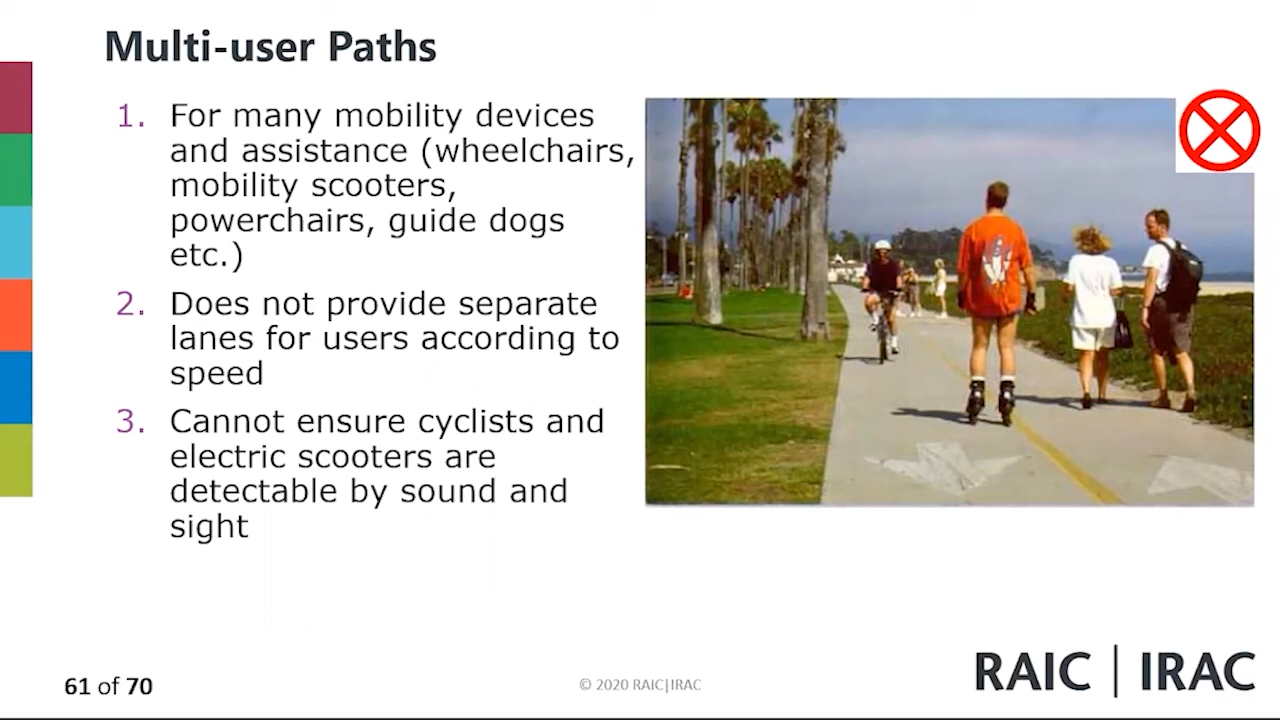 Multi-user Paths
1. For many mobility devices
and assistance (wheelchairs,
mobility scooters,
powerchairs, guide dogs
etc.)
2. Does not provide separate
lanes for users according to
speed
3. Cannot ensure cyclists and
electric scooters are
detectable by sound and
sight
61 of 70
© 2020 RAIC|IRAC
RAIC | IRAC